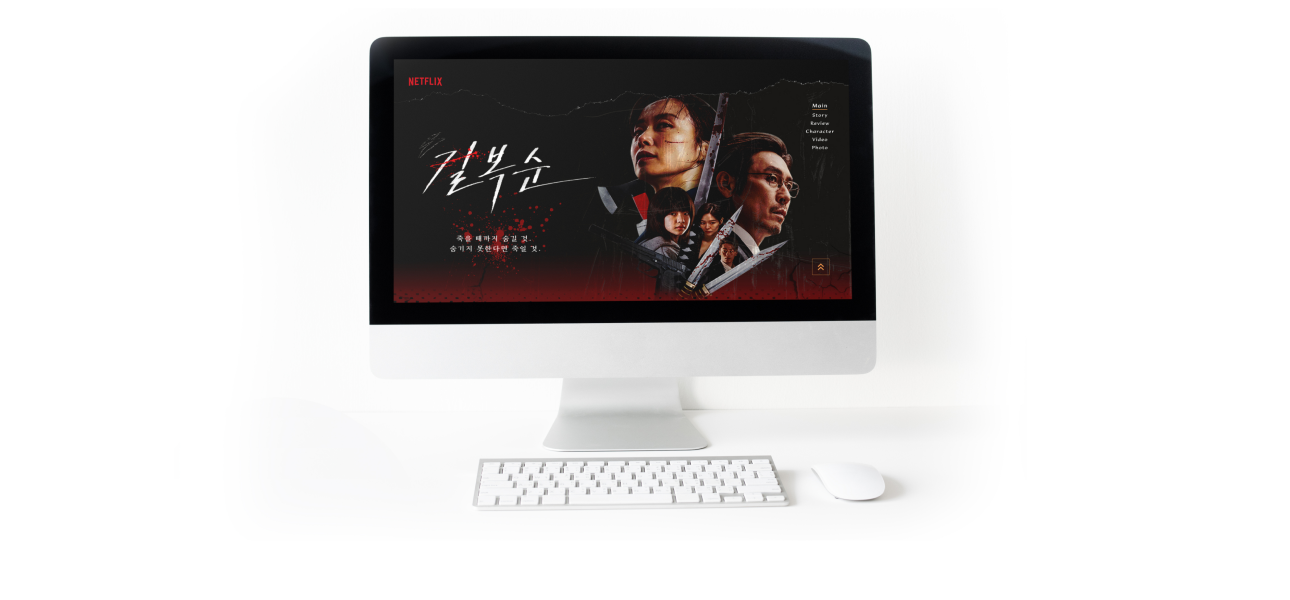 NETFLIX
길복순
죽을 때까지 숨길 것.
숨기지 못한다면 죽일 것.
Main
Story
Review
Character
Video
Photo